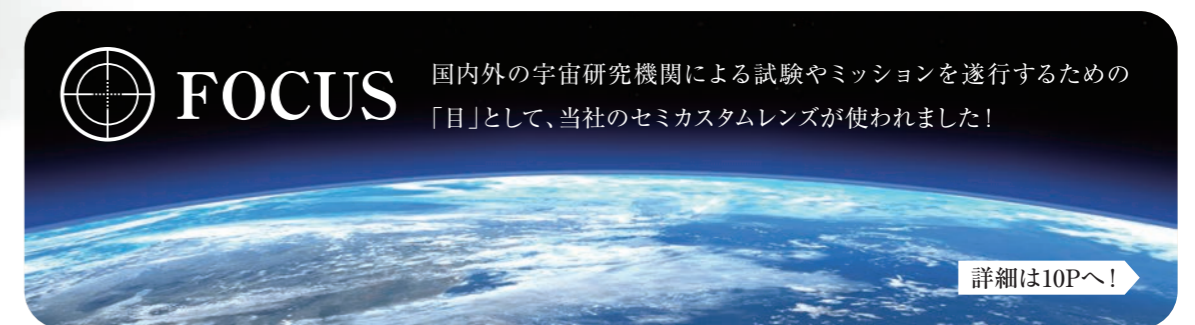 FOCUS
国内外の宇宙研究機関による試験やミッションを遂行するための
「目」として、当社のセミカスタムレンズが使われました!
詳細は10Pへ!